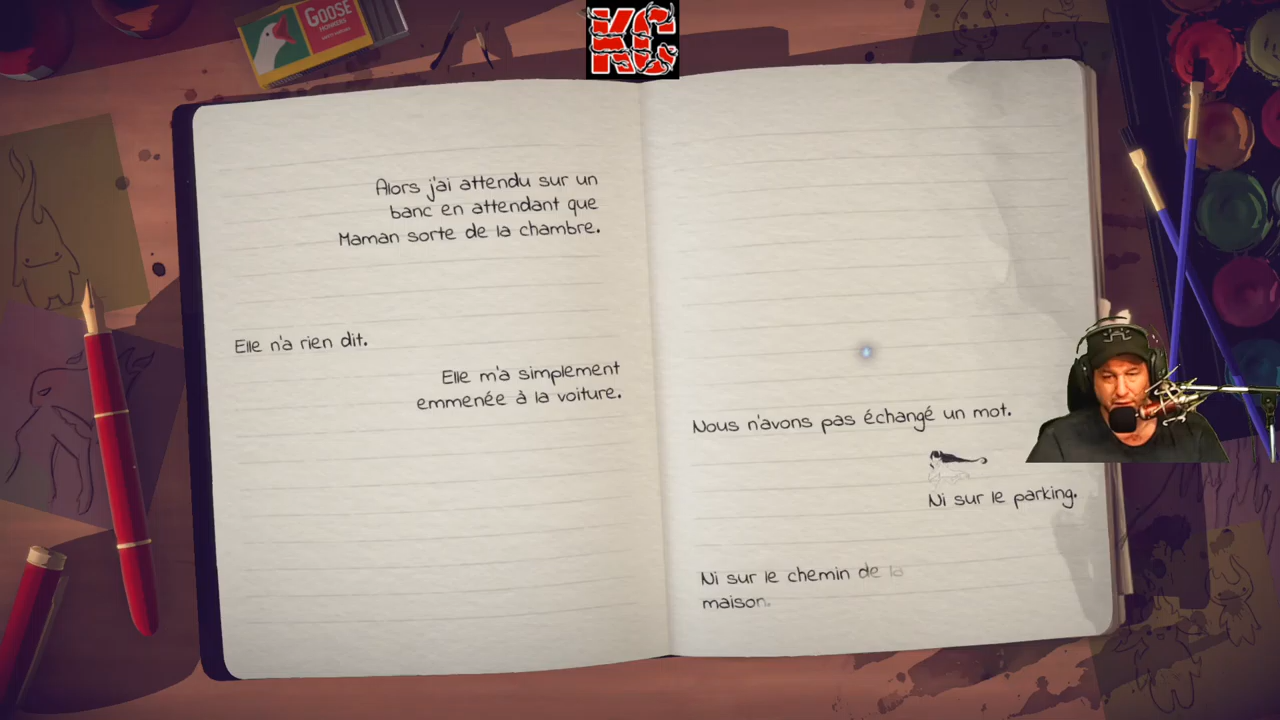 GOOSE
KC
Alors j'ai attendu sur un
banc en attendant que
Maman sorte de la chambre.
Elle n'a rien dit.
Elle m'a simplement
emmenée à la voiture.
Nous n'avons pas échangé un mot.
Ni sur le parking.
Ni sur le chemin de la
maison.